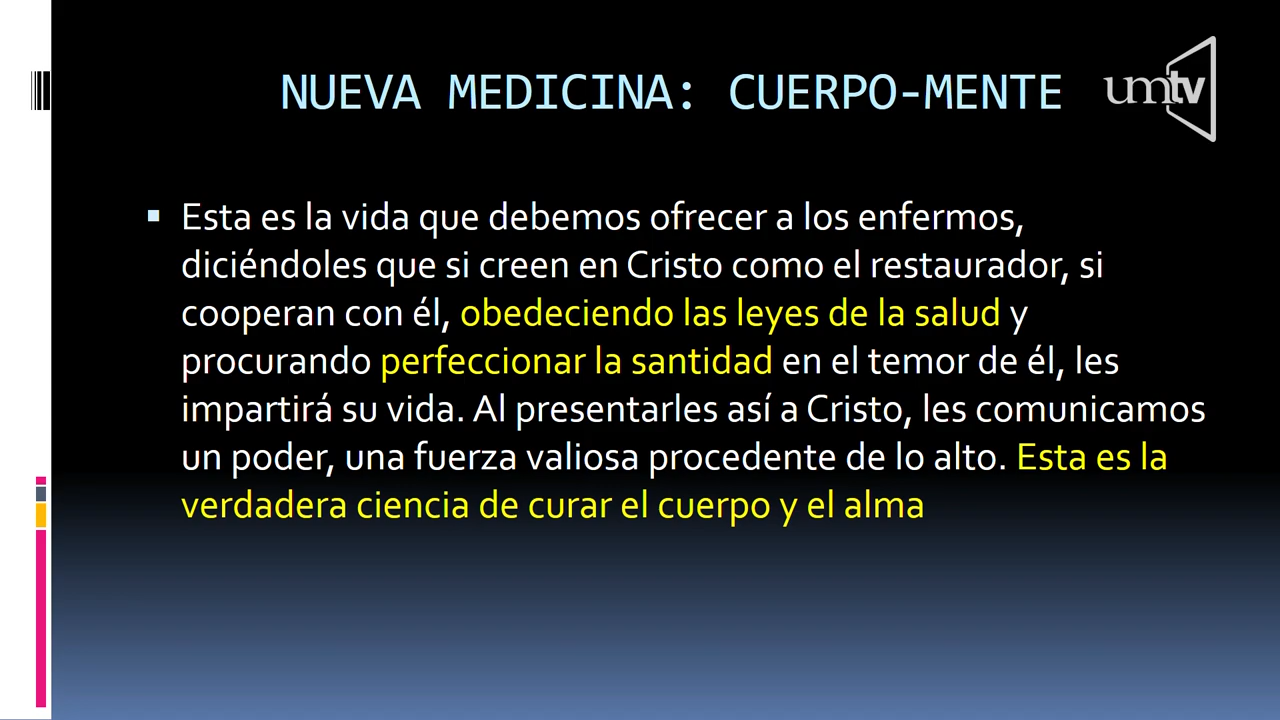 NUEVA MEDICINA: CUERPO-MENTE
umtv
▪ Esta es la vida que debemos ofrecer a los enfermos,
diciéndoles que si creen en Cristo como el restaurador, si
cooperan con él, obedeciendo las leyes de la salud y
procurando perfeccionar la santidad en el temor de él, les
impartirá su vida. Al presentarles así a Cristo, les comunicamos
un poder, una fuerza valiosa procedente de lo alto. Esta es la
verdadera ciencia de curar el cuerpo y el alma